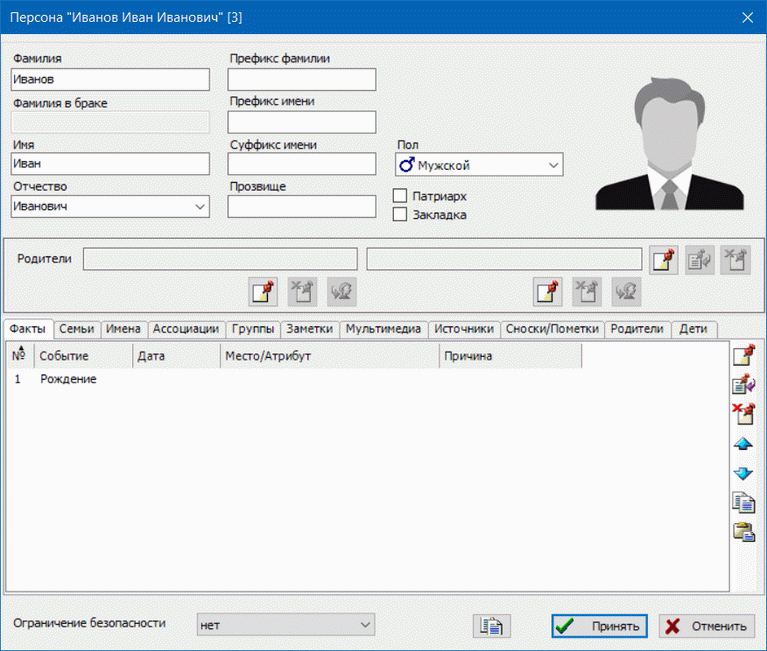 Персона "Иванов Иван Иванович" [3]
Фамилия
Префикс фамилии
Иванов
Фамилия в браке
Префикс имени
Имя
Суффикс имени
Пол
Иван
Мужской
Отчество
Прозвище
Иванович
Патриарх
Закладка
Родители
Факты Семьи Имена Ассоциации Группы Заметки Мультимедиа Источники Сноски/Пометки Родители Дети
№ Событие Дата Место/Атрибут Причина
1 Рождение
Ограничение безопасности нет Принять Отменить